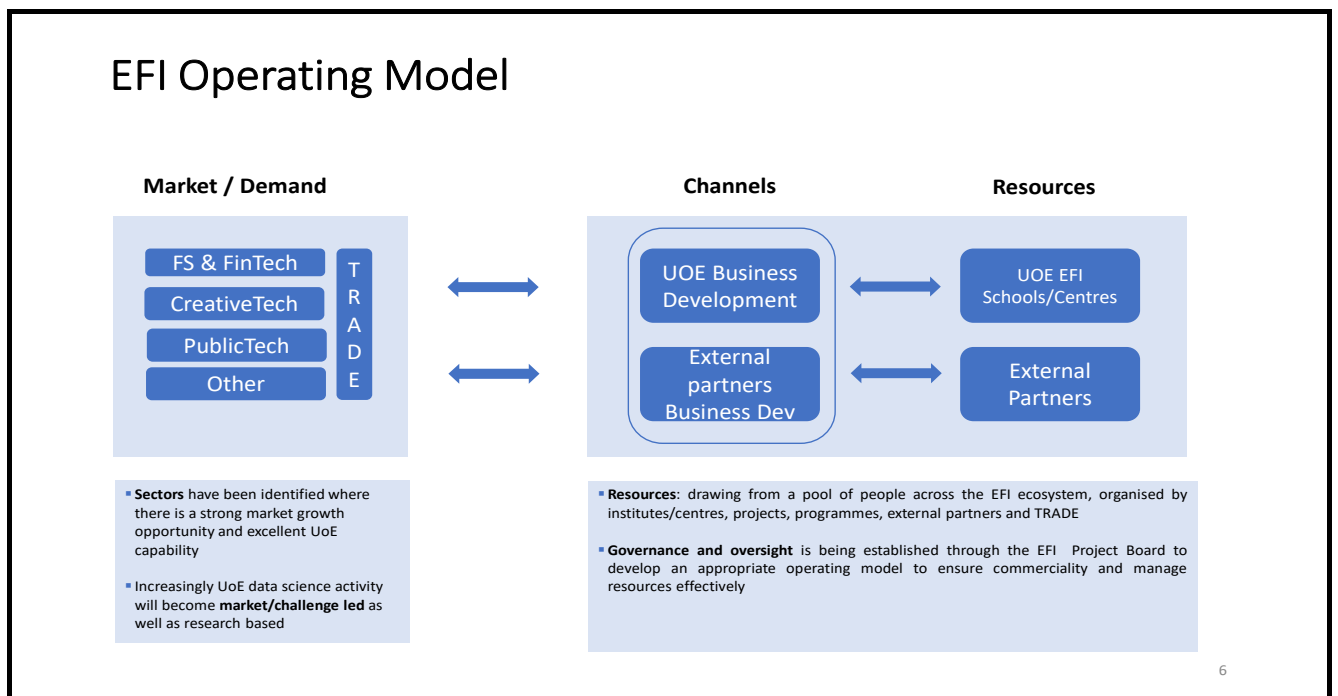 EFI Operating Model
Market / Demand
Channels
Resources
FS & FinTech
CreativeTech
PublicTech
Other
T
R
A
D
E
UOE Business
Development
External
partners
Business Dev
UOE EFI
Schools/Centres
External
Partners
▪ Sectors have been identified where
there is a strong market growth
opportunity and excellent UoE
capability
▪ Increasingly UoE data science activity
will become market/challenge led as
well as research based
▪ Resources: drawing from a pool of people across the EFI ecosystem, organised by
institutes/centres, projects, programmes, external partners and TRADE
▪ Governance and oversight is being established through the EFI Project Board to
develop an appropriate operating model to ensure commerciality and manage
resources effectively
6